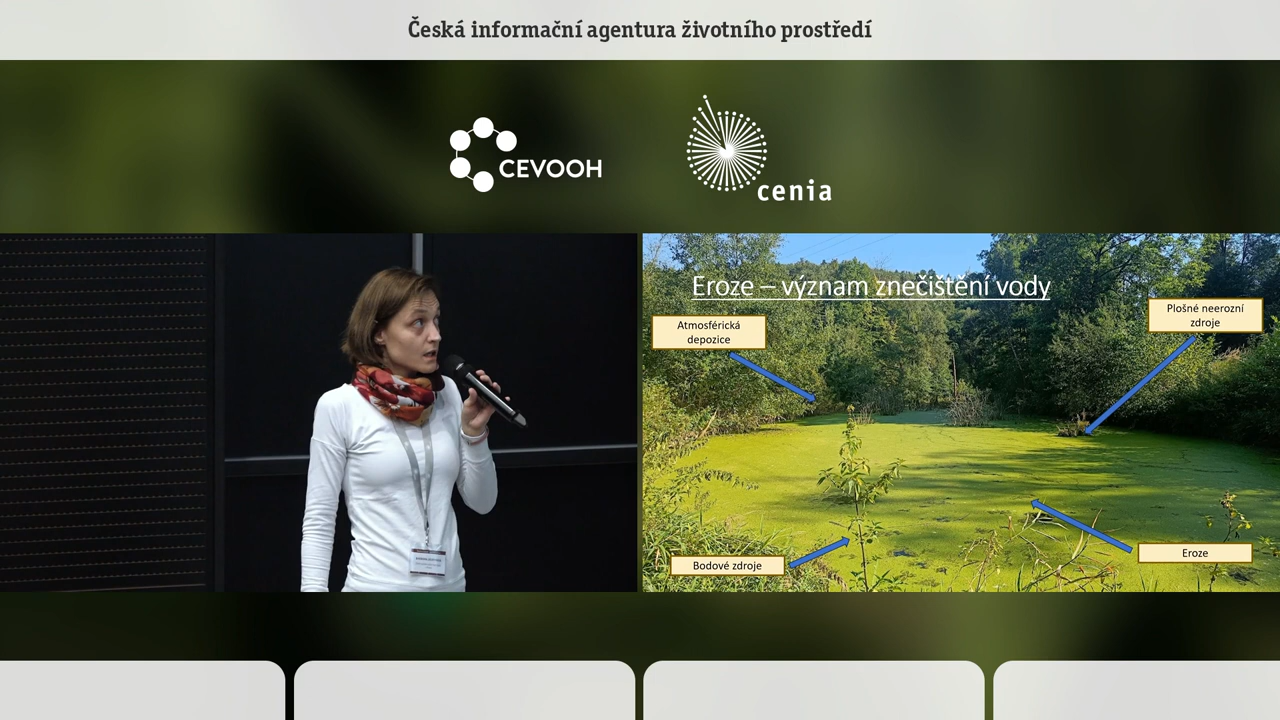 Česká informační agentura životního prostředí
CEVOOH
cenia
Eroze – význam znečištění vody
Atmosférická
depozice
Plošné neerozní
zdroje
Bodové zdroje
Eroze